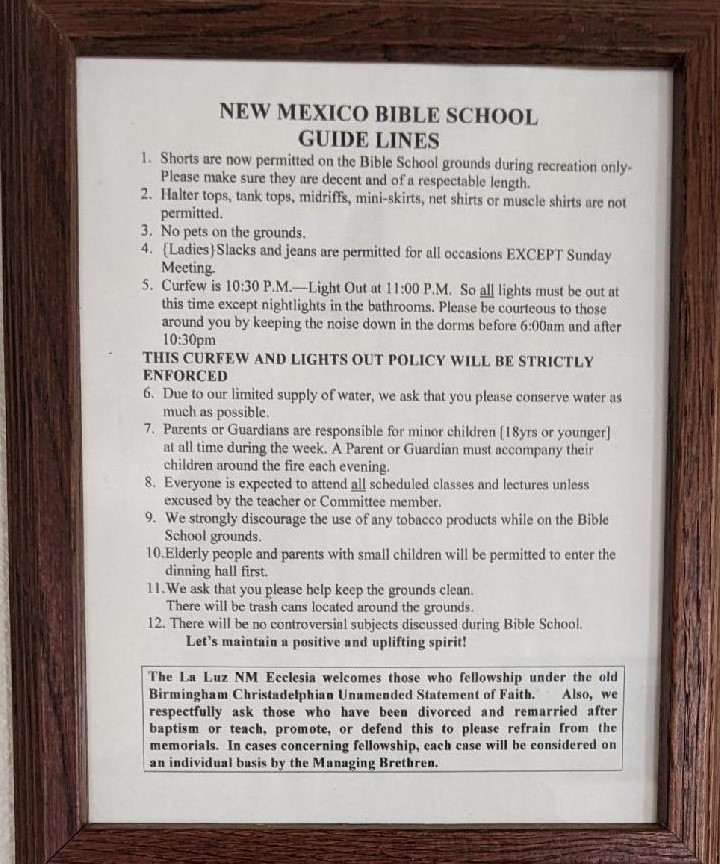 NEW MEXICO BIBLE SCHOOL
GUIDE LINES
1. Shorts are now permitted on the Bible School grounds during recreation only-
Please make sure they are decent and of a respectable length.
2. Halter tops, tank tops, midriffs, mini-skirts, net shirts or muscle shirts are not
permitted.
3. No pets on the grounds.
4. {Ladies}Slacks and jeans are permitted for all occasions EXCEPT Sunday
Meeting.
5. Curfew is 10:30 P.M.—Light Out at 11:00 P.M. So all lights must be out at
this time except nightlights in the bathrooms. Please be courteous to those
around you by keeping the noise down in the dorms before 6:00am and after
10:30pm
THIS CURFEW AND LIGHTS OUT POLICY WILL BE STRICTLY
ENFORCED
6. Due to our limited supply of water, we ask that you please conserve water as
much as possible.
7. Parents or Guardians are responsible for minor children [18yrs or younger]
at all time during the week. A Parent or Guardian must accompany their
children around the fire each evening.
8. Everyone is expected to attend all scheduled classes and lectures unless
excused by the teacher or Committee member.
9. We strongly discourage the use of any tobacco products while on the Bible
School grounds.
10.Elderly people and parents with small children will be permitted to enter the
dinning hall first.
11.We ask that you please help keep the grounds clean.
There will be trash cans located around the grounds.
12. There will be no controversial subjects discussed during Bible School.
Let's maintain a positive and uplifting spirit!
The La Luz NM Ecclesia welcomes those who fellowship under the old
Birmingham Christadelphian Unamended Statement of Faith. Also, we
respectfully ask those who have been divorced and remarried after
baptism or teach, promote, or defend this to please refrain from the
memorials. In cases concerning fellowship, each case will be considered on
an individual basis by the Managing Brethren.